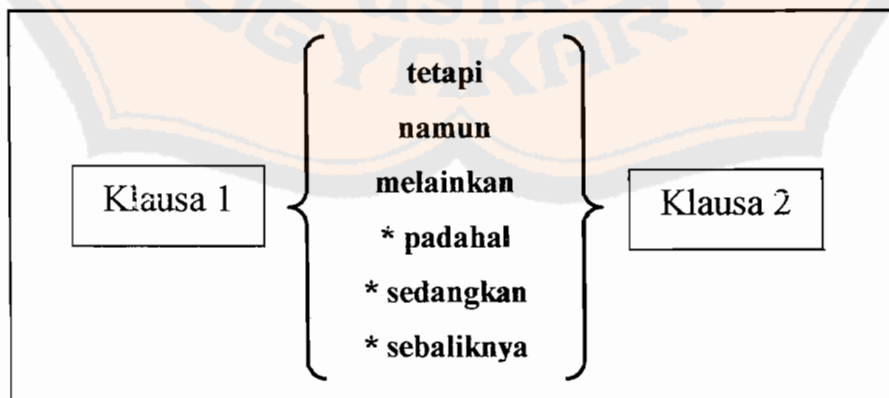 tetapi
namun
melainkan
Klausa 1
Klausa 2
* padahal
* sedangkan
* sebaliknya